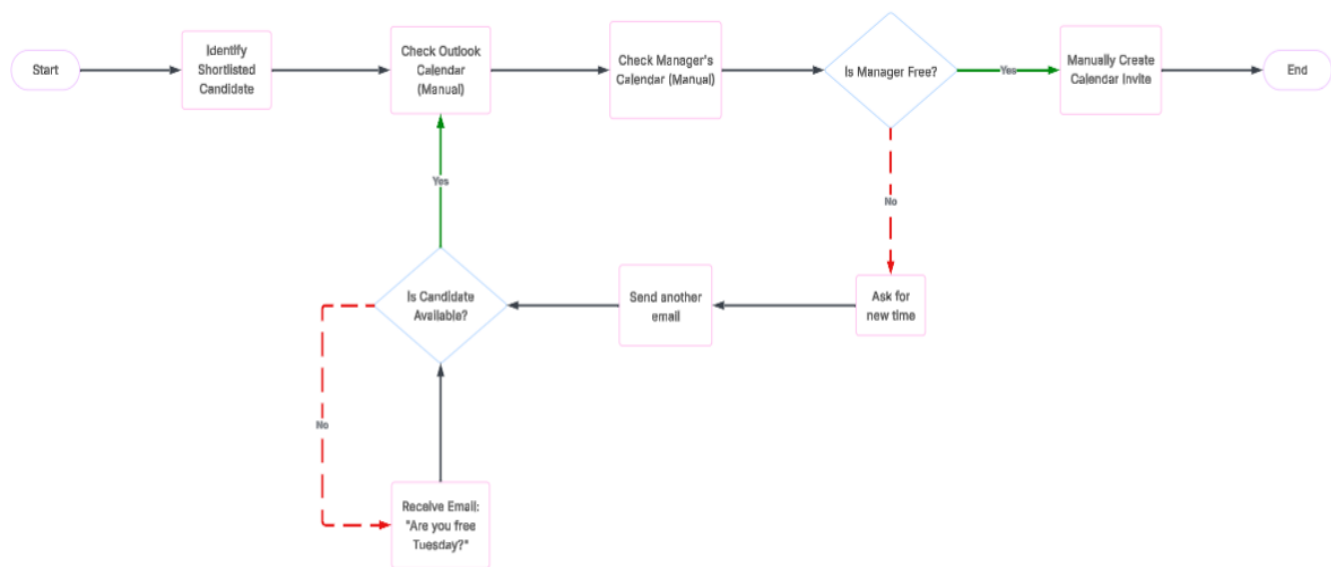 Start
Identify
Shortlisted
Candidate
Check Outlook
Calendar
(Manual)
Check Manager's
Calendar (Manual)
Is Manager Free?
Yes
Manually Create
Calendar Invite
End
Yes
No
Is Candidate
Available?
Send another
email
Ask for
new time
No
Receive Email:
"Are you free
Tuesday?"